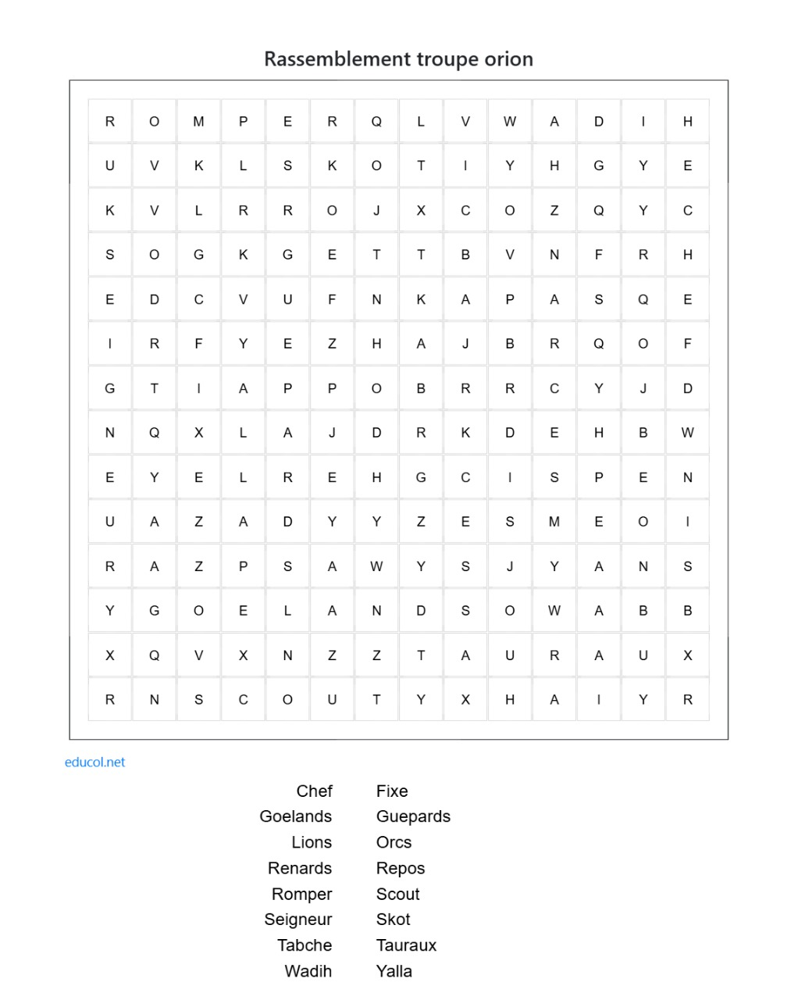 Rassemblement troupe orion
R O M P E R Q L V W A D I H
U V K L S K O T I Y H G Y E
K V L R R O J X C O Z Q Y C
S O G K G E T T B V N F R H
E D C V U F N K A P A S Q E
I R F Y E Z H A J B R Q O F
G T I A P P O B R R C Y J D
N Q X L A J D R K D E H B W
E Y E L R E H G C I S P E N
U A Z A D Y Y Z E S M E O I
R A Z P S A W Y S J Y A N S
Y G O E L A N D S O W A B B
X Q V X N Z Z T A U R A U X
R N S C O U T Y X H A I Y R
educol.net
Chef Fixe
Goelands Guepards
Lions Orcs
Renards Repos
Romper Scout
Seigneur Skot
Tabche Tauraux
Wadih Yalla